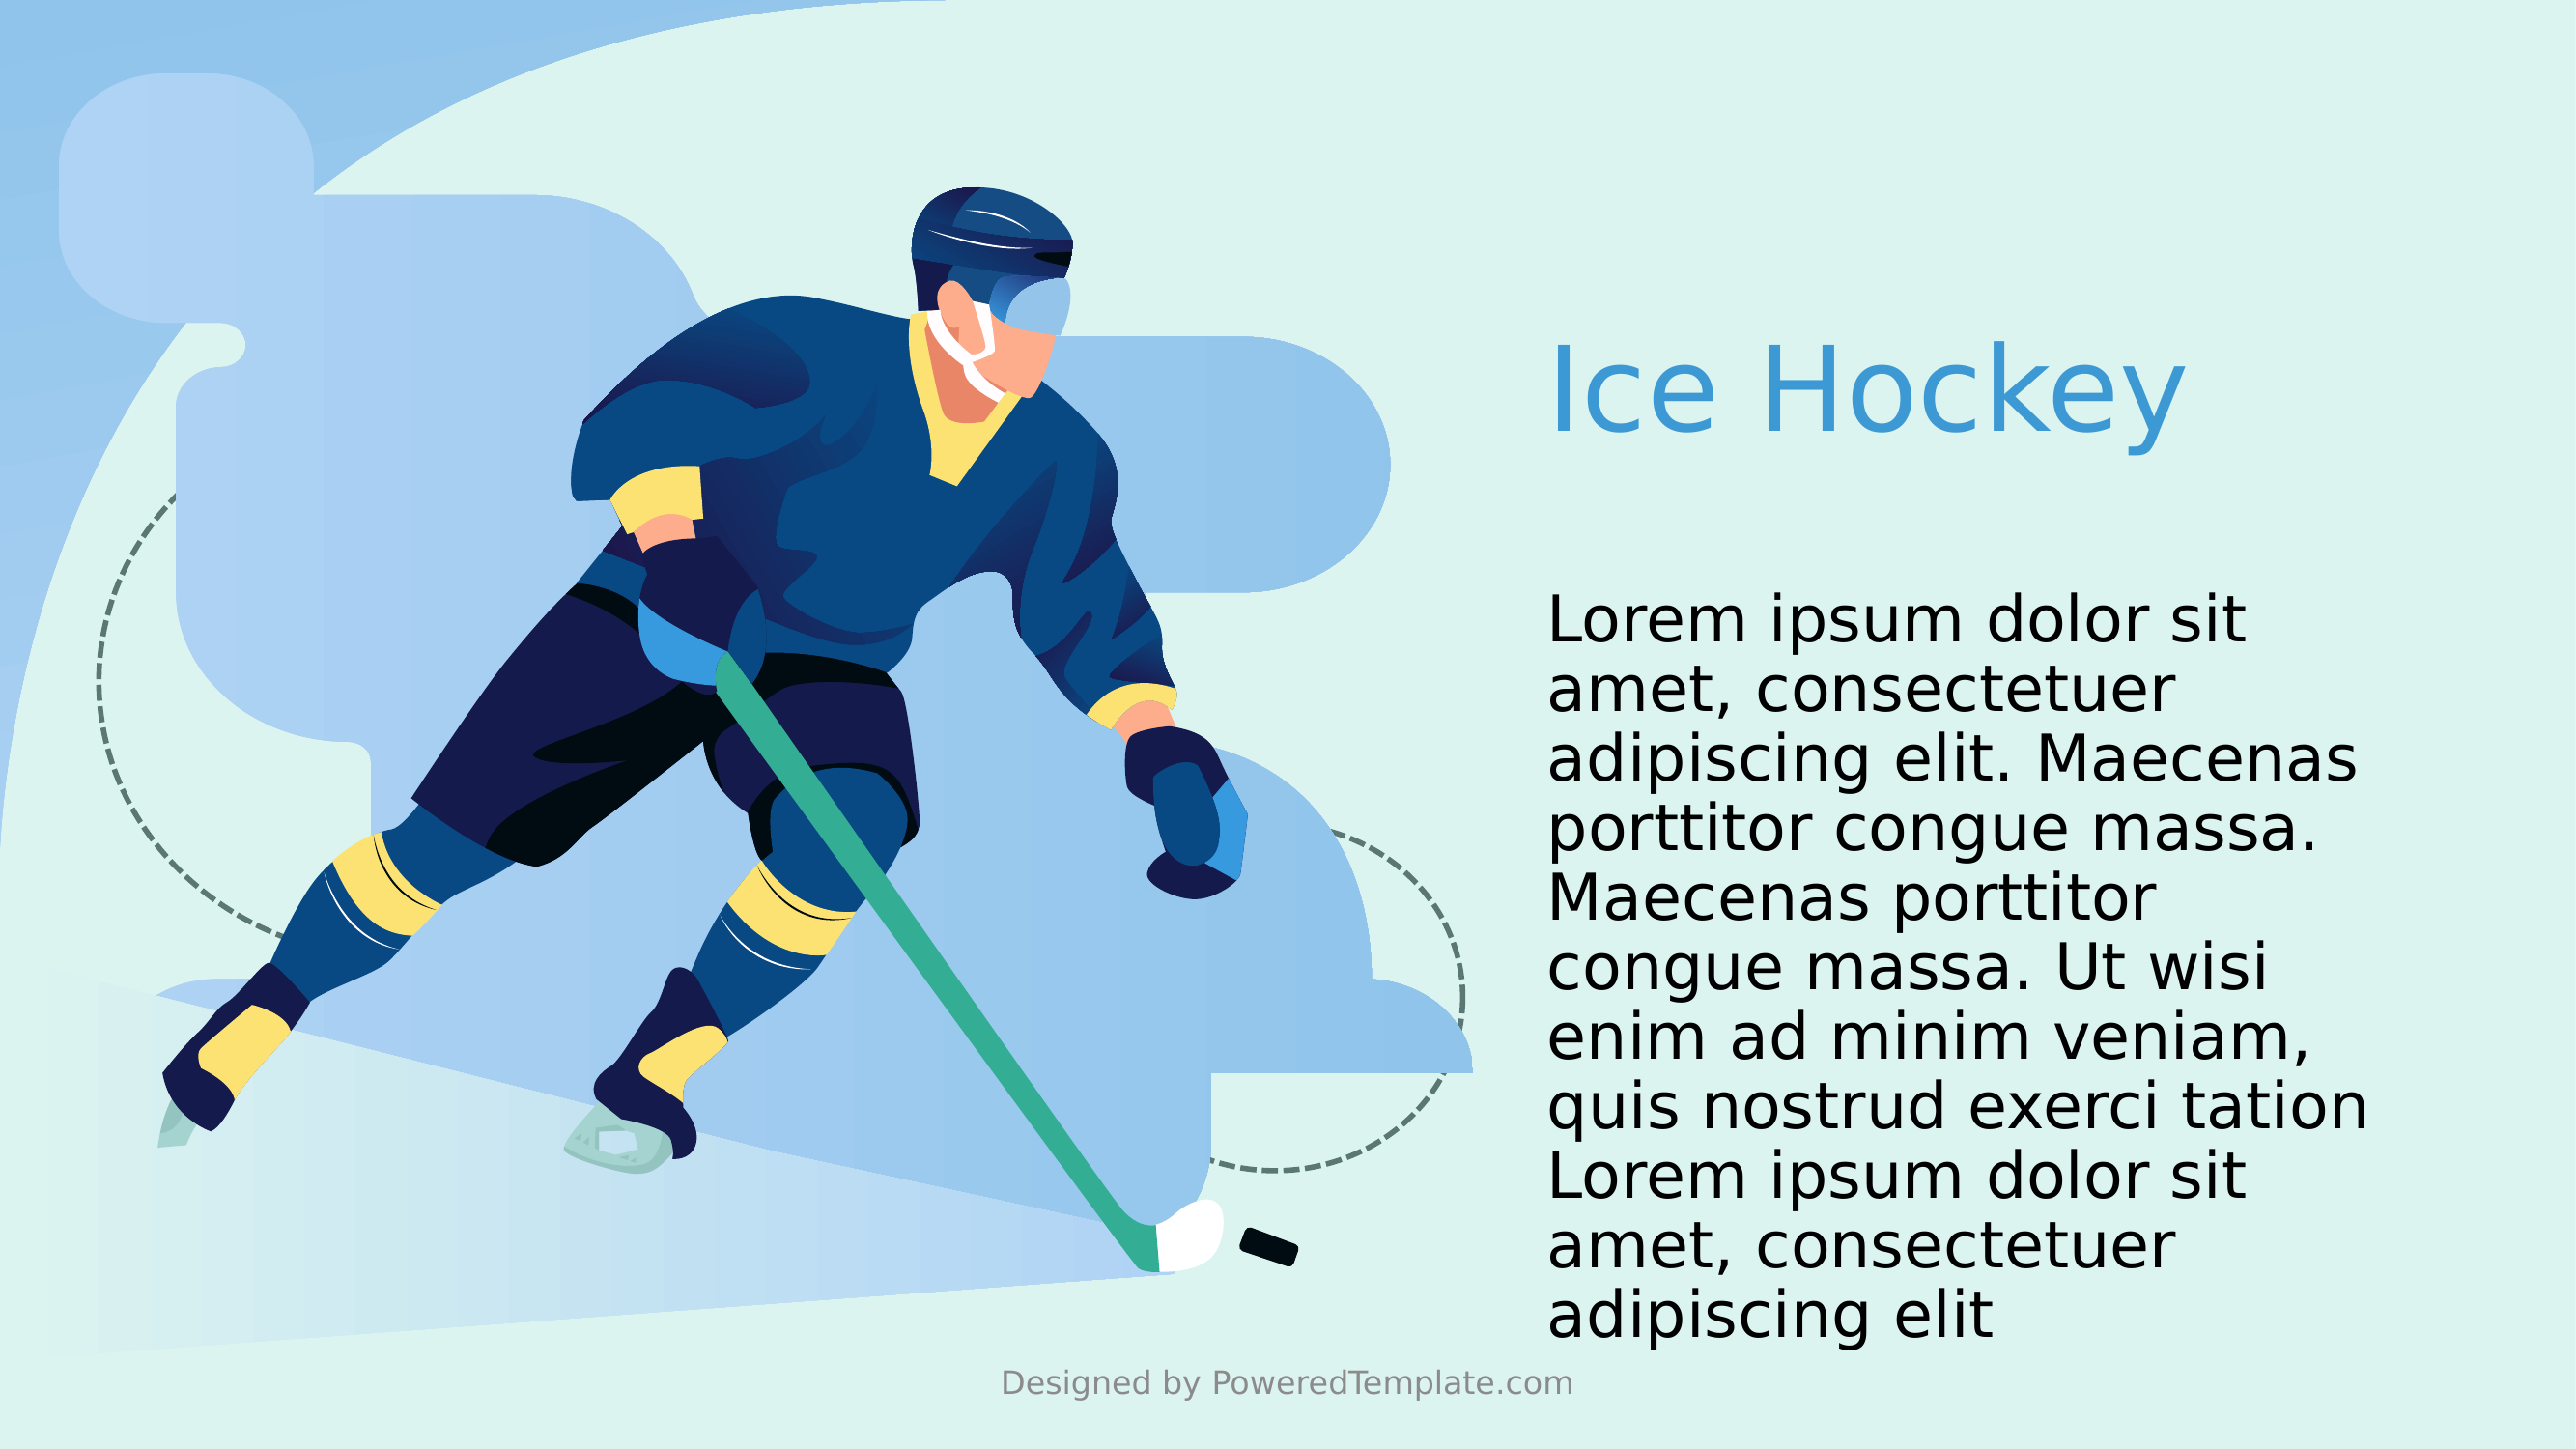 Ice Hockey
Lorem ipsum dolor sit
amet, consectetuer
adipiscing elit. Maecenas
porttitor congue massa.
Maecenas porttitor
congue massa. Ut wisi
enim ad minim veniam,
quis nostrud exerci tation
Lorem ipsum dolor sit
amet, consectetuer
adipiscing elit
Designed by PoweredTemplate.com